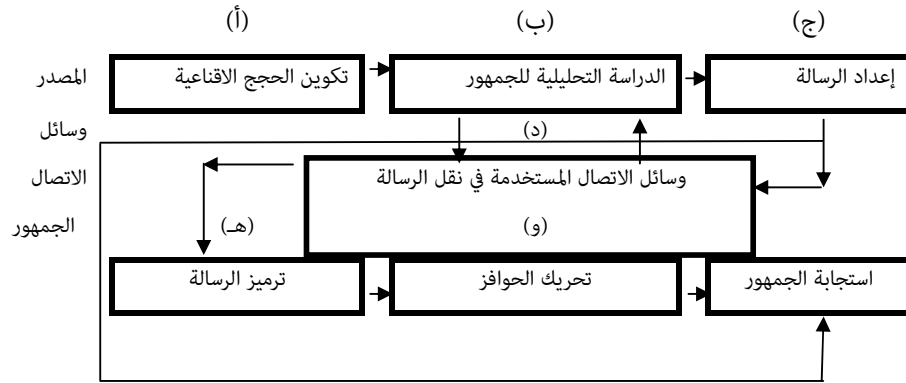 (أ) (ب) (ج)
المصدر تكوين الحجج الاقناعية الدراسة التحليلية للجمهور إعداد الرسالة
وسائل (د)
الاتصال وسائل الاتصال المستخدمة في نقل الرسالة
الجمهور (هـ) (و)
ترميز الرسالة تحريك الحوافز استجابة الجمهور